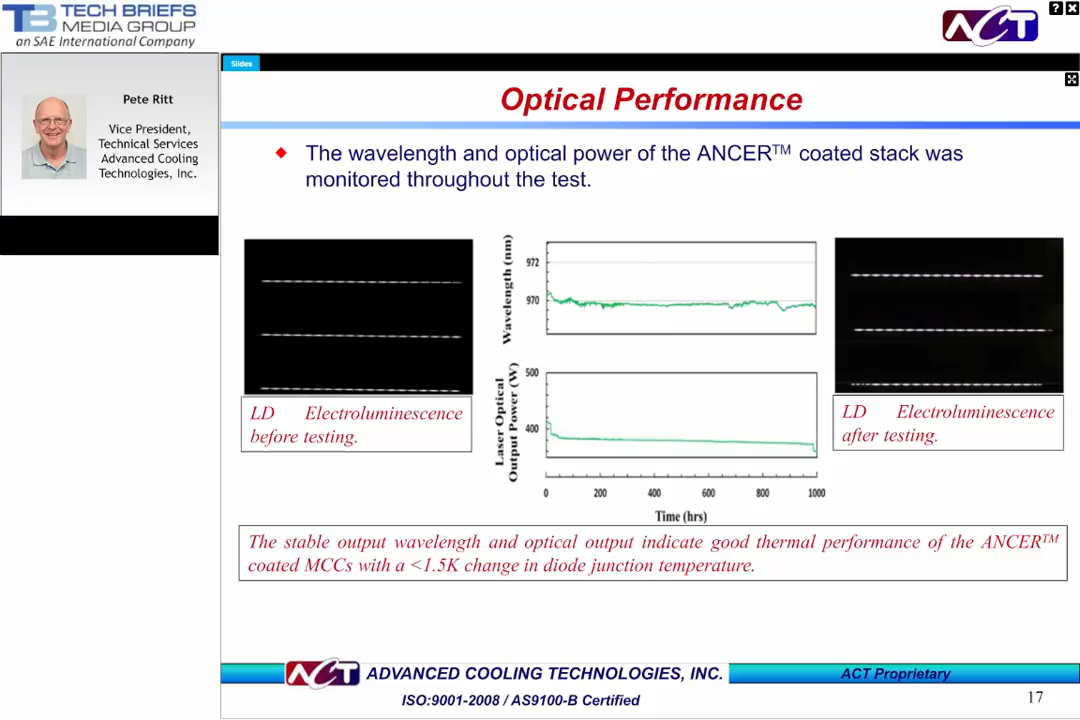 TB TECH BRIEFS
MEDIA GROUP
an SAE International Company
ACT
?
Slides
Pete Ritt
Vice President,
Technical Services
Advanced Cooling
Technologies, Inc.
Optical Performance
The wavelength and optical power of the ANCER™ coated stack was
monitored throughout the test.
Wavelength (nm)
972
970
Laser Optical
Output Power (W)
500
400
0 200 400 600 800 1000
Time (hrs)
LD Electroluminescence
before testing.
LD Electroluminescence
after testing.
The stable output wavelength and optical output indicate good thermal performance of the ANCER™
coated MCCs with a <1.5K change in diode junction temperature.
ACT ADVANCED COOLING TECHNOLOGIES, INC.
ACT Proprietary
ISO:9001-2008 / AS9100-B Certified
17